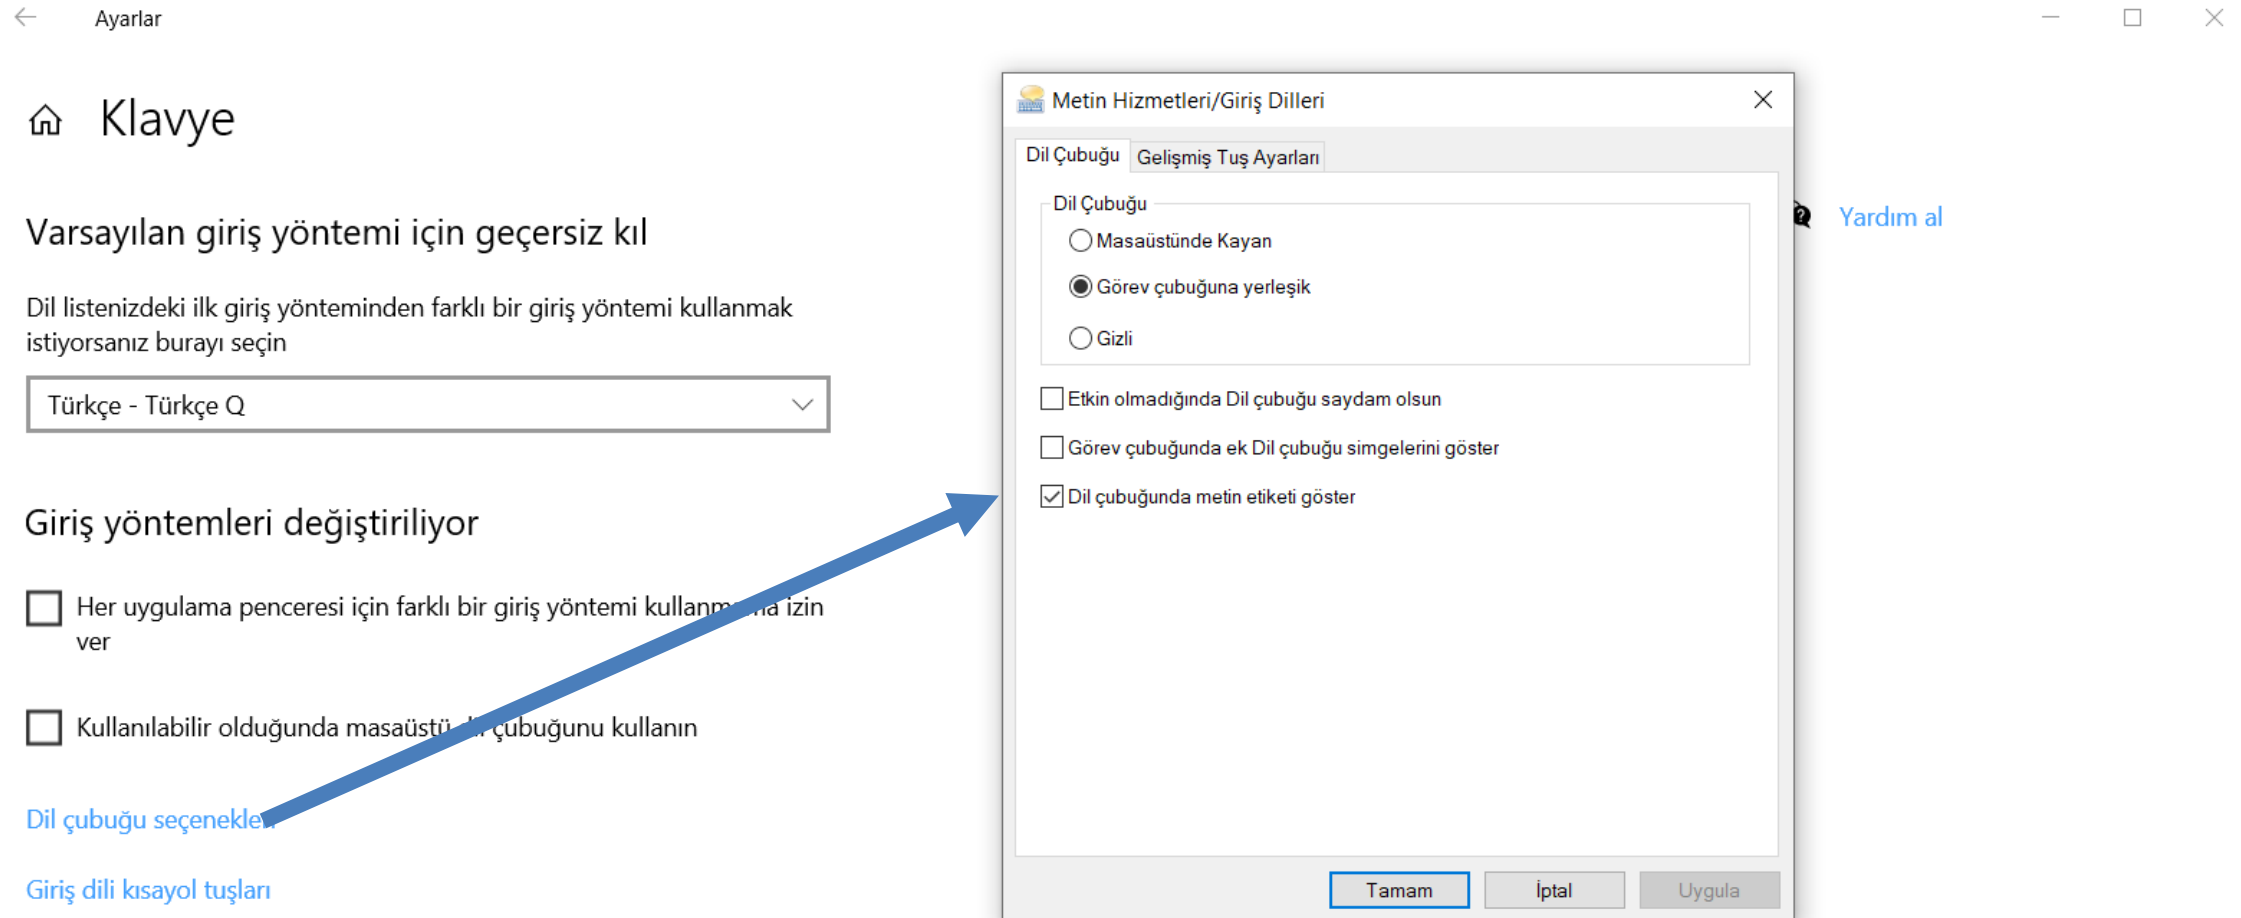 Ayarlar
Klavye
Varsayılan giriş yöntemi için geçersiz kıl
Dil listenizdeki ilk giriş yönteminden farklı bir giriş yöntemi kullanmak
istiyorsanız burayı seçin
Türkçe - Türkçe Q
Giriş yöntemleri değiştiriliyor
Her uygulama penceresi için farklı bir giriş yöntemi izin
ver
Kullanılabilir olduğunda masaüstü çubuğunu kullanın
Dil çubuğu
Giriş dili kısayol tuşları
Metin Hizmetleri/Giriş Dilleri
Dil Çubuğu
Gelişmiş Tuş Ayarları
Dil Çubuğu
Masaüstünde Kayan
Görev çubuğuna yerleşik
Gizli
Etkin olmadığında Dil çubuğu saydam olsun
Görev çubuğunda ek Dil çubuğu simgelerini göster
Dil çubuğunda metin etiketi göster
Tamam
İptal
Uygula
Yardım al